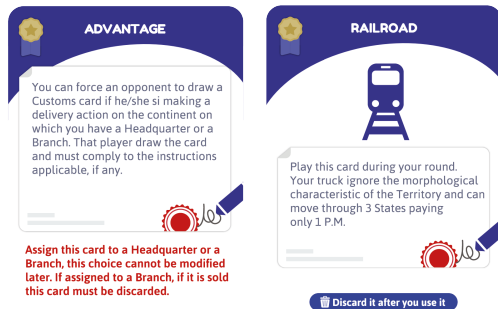 ADVANTAGE
You can force an opponent to draw a
Customs card if he/she si making a
delivery action on the continent on
which you have a Headquarter or a
Branch. That player draw the card
and must comply to the instructions
applicable, if any.
Assign this card to a Headquarter or a
Branch, this choice cannot be modified
later. If assigned to a Branch, if it is sold
this card must be discarded.
RAILROAD
Play this card during your round.
Your truck ignore the morphological
characteristic of the Territory and can
move through 3 States paying
only 1 P.M.
Discard it after you use it